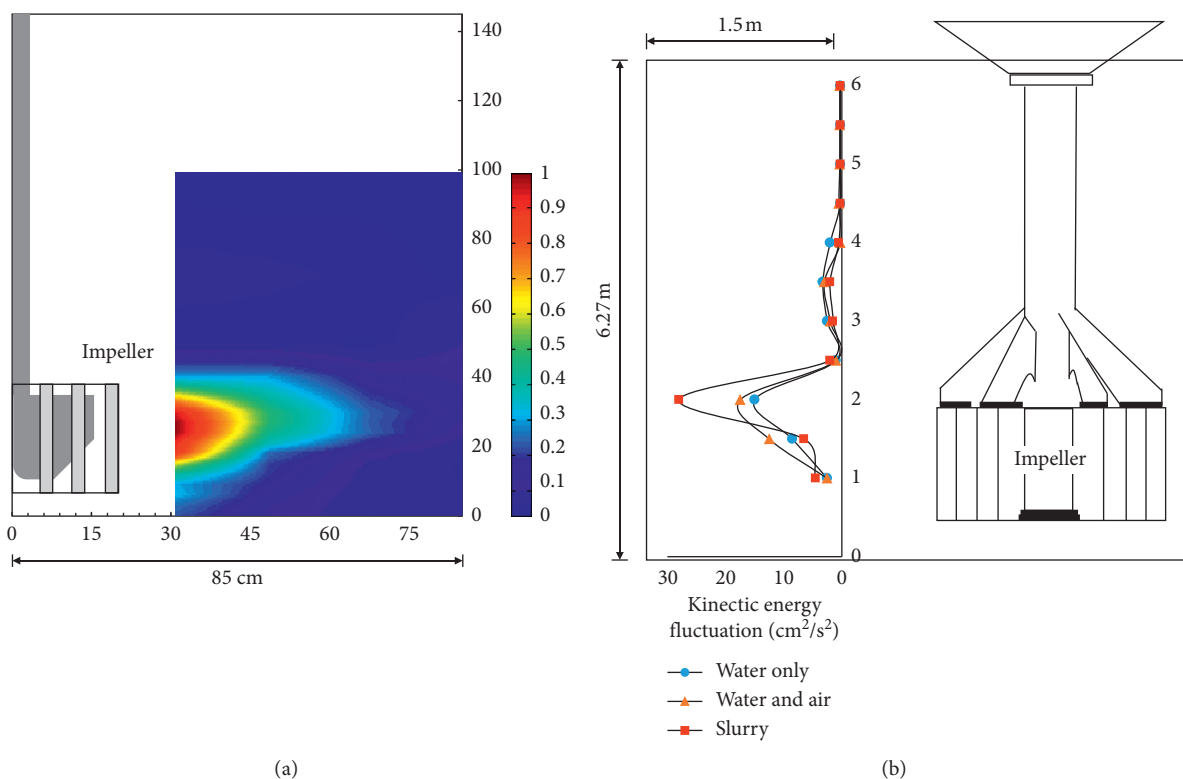 140
120
100
80
60
40
20
0
1
0.9
0.8
0.7
0.6
0.5
0.4
0.3
0.2
0.1
0
Impeller
0 15 30 45 60 75
85 cm
(a)
1.5 m
6.27 m
6
5
4
3
2
1
0
30 20 10 0
Kinectic energy
fluctuation (cm²/s²)
Water only
Water and air
Slurry
Impeller
(b)